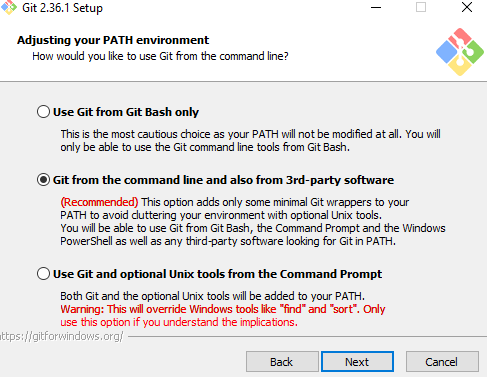 Git 2.36.1 Setup
Adjusting your PATH environment
How would you like to use Git from the command line?
Use Git from Git Bash only
This is the most cautious choice as your PATH will not be modified at all. You will
only be able to use the Git command line tools from Git Bash.
Git from the command line and also from 3rd-party software
(Recommended) This option adds only some minimal Git wrappers to your
PATH to avoid cluttering your environment with optional Unix tools.
You will be able to use Git from Git Bash, the Command Prompt and the Windows
PowerShell as well as any third-party software looking for Git in PATH.
Use Git and optional Unix tools from the Command Prompt
Both Git and the optional Unix tools will be added to your PATH.
Warning: This will override Windows tools like "find" and "sort". Only
use this option if you understand the implications.
ttps://gitforwindows.org/
Back
Next
Cancel